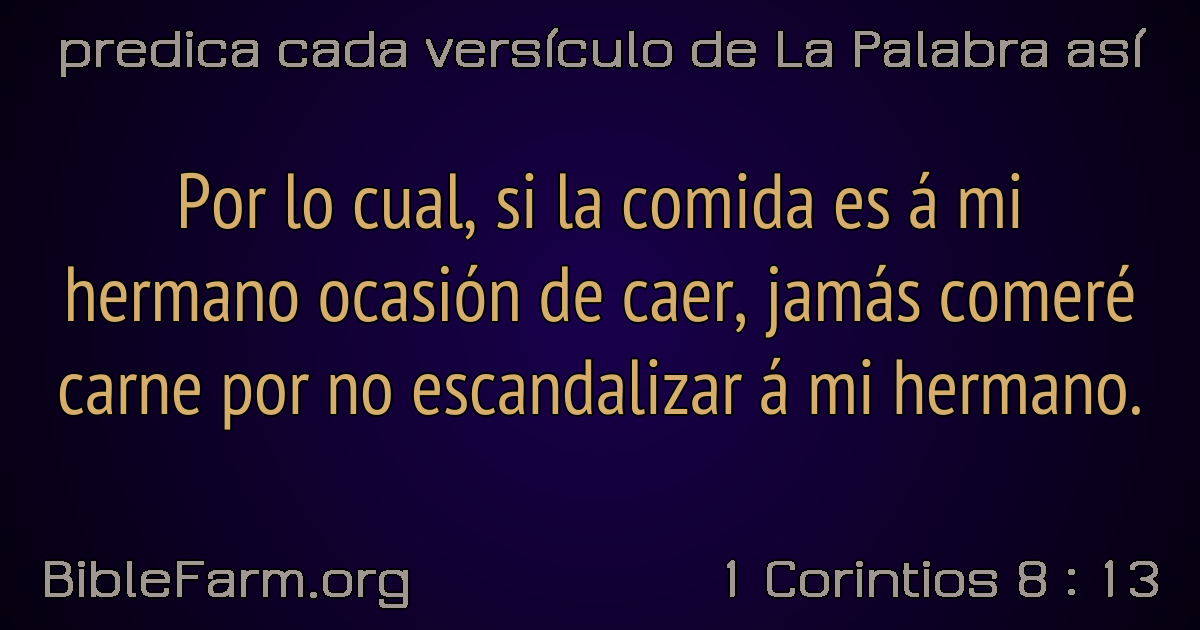 predica cada versículo de La Palabra así
Por lo cual, si la comida es á mi
hermano ocasión de caer, jamás comeré
carne por no escandalizar á mi hermano.
BibleFarm.org
1 Corintios 8 : 13